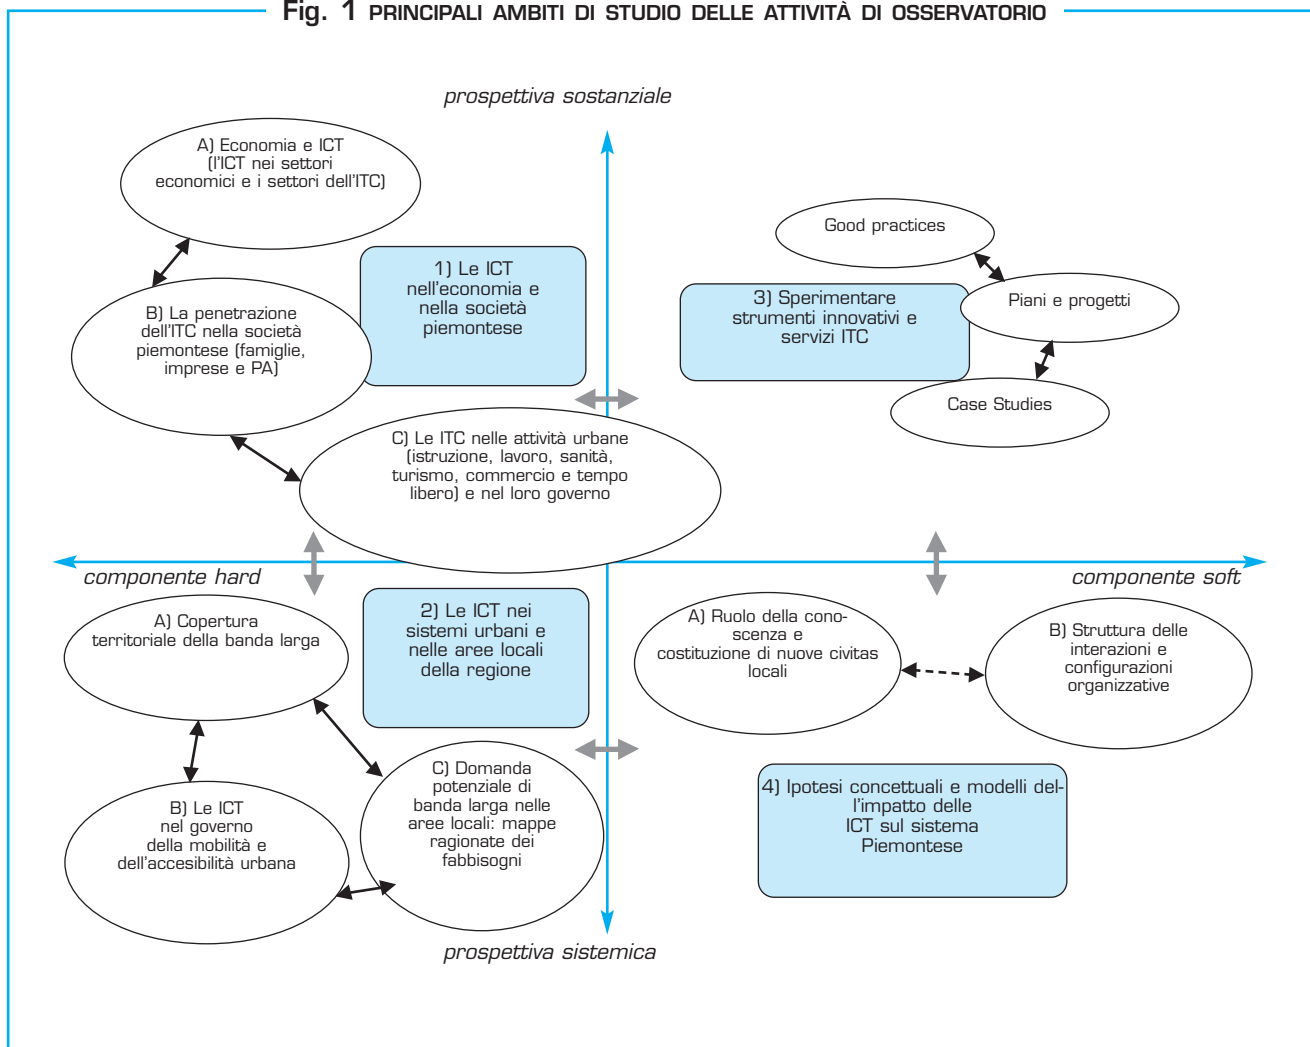 Fig. 1 PRINCIPALI AMBITI DI STUDIO DELLE ATTIVITÀ DI OSSERVATORIO
prospettiva sostanziale
A) Economia e ICT
(l'ICT nei settori
economici e i settori dell'ITC)
B) La penetrazione
dell'ITC nella società
piemontese (famiglie,
imprese e PA)
1) Le ICT
nell'economia e
nella società
piemontese
C) Le ITC nelle attività urbane
(istruzione, lavoro, sanità,
turismo, commercio e tempo
libero) e nel loro governo
Good practices
3) Sperimentare
strumenti innovativi e
servizi ITC
Piani e progetti
Case Studies
componente hard
componente soft
A) Copertura
territoriale della banda larga
2) Le ICT nei
sistemi urbani e
nelle aree locali
della regione
B) Le ICT
nel governo
della mobilità e
dell'accesibilità urbana
C) Domanda
potenziale di
banda larga nelle
aree locali: mappe
ragionate dei
fabbisogni
A) Ruolo della cono-
scenza e
costituzione di nuove civitas
locali
B) Struttura delle
interazioni e
configurazioni
organizzative
4) Ipotesi concettuali e modelli del-
l'impatto delle
ICT sul sistema
Piemontese
prospettiva sistemica